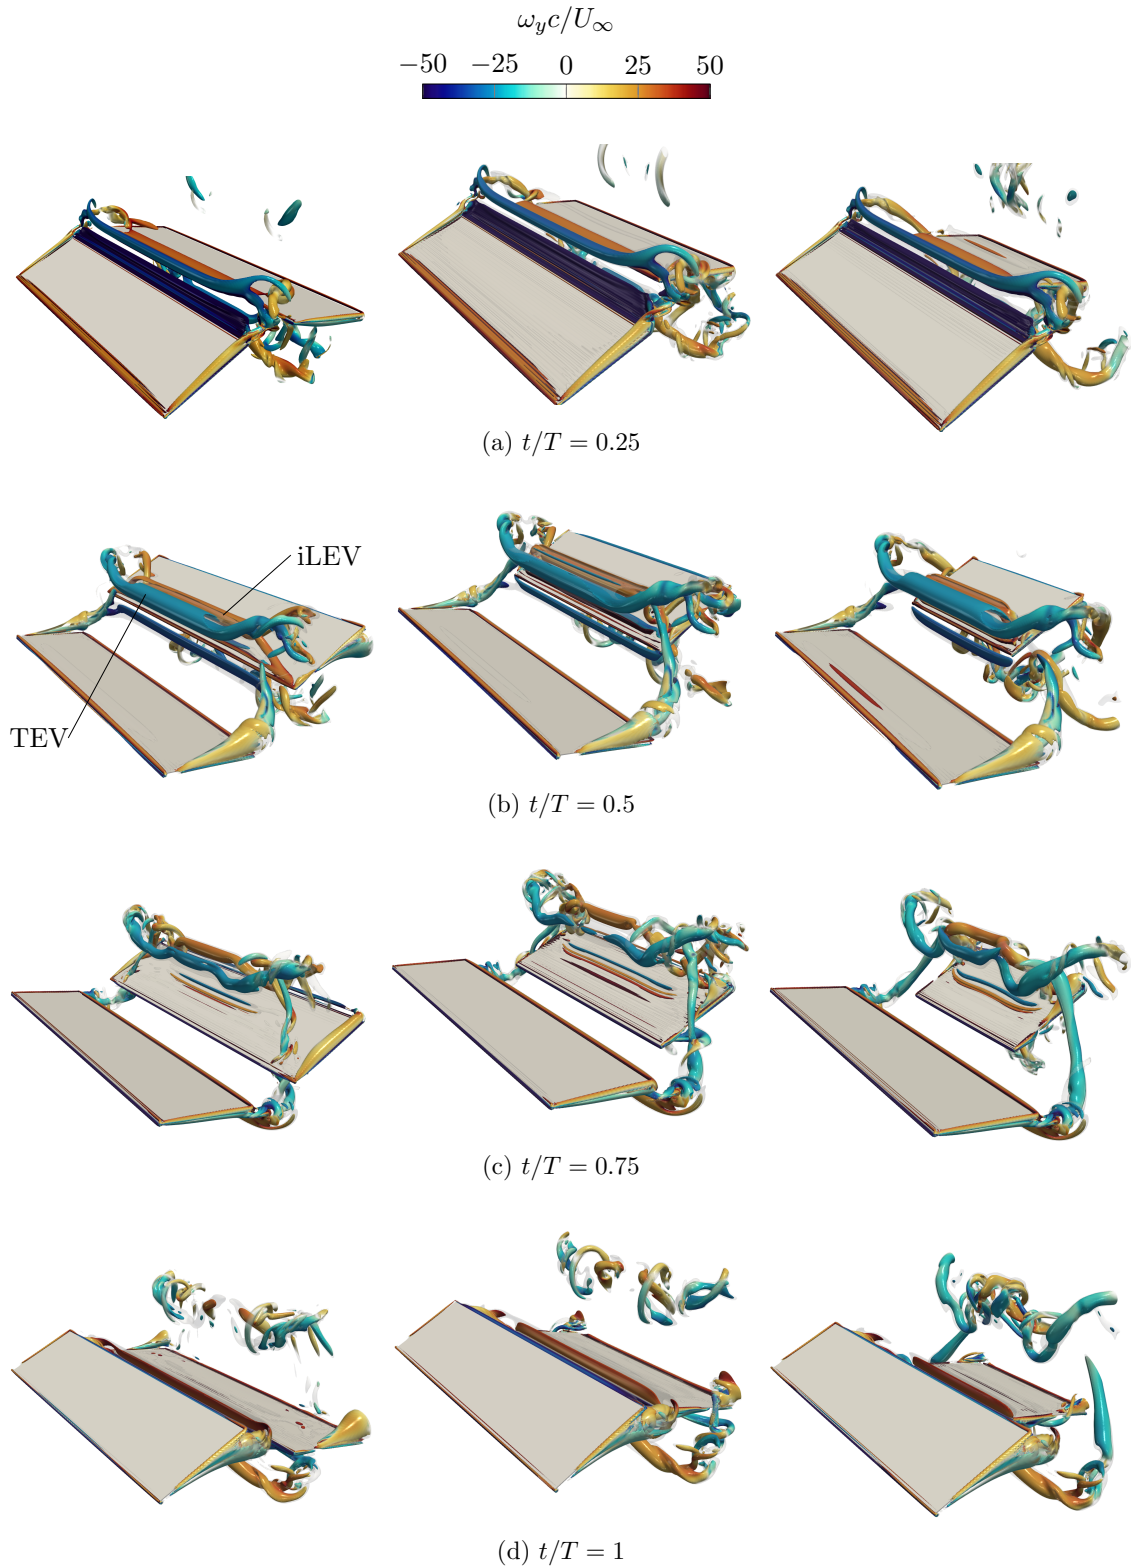 ω_y c/U_∞
−50 −25 0 25 50
(a) t/T = 0.25
iLEV
TEV
(b) t/T = 0.5
(c) t/T = 0.75
(d) t/T = 1